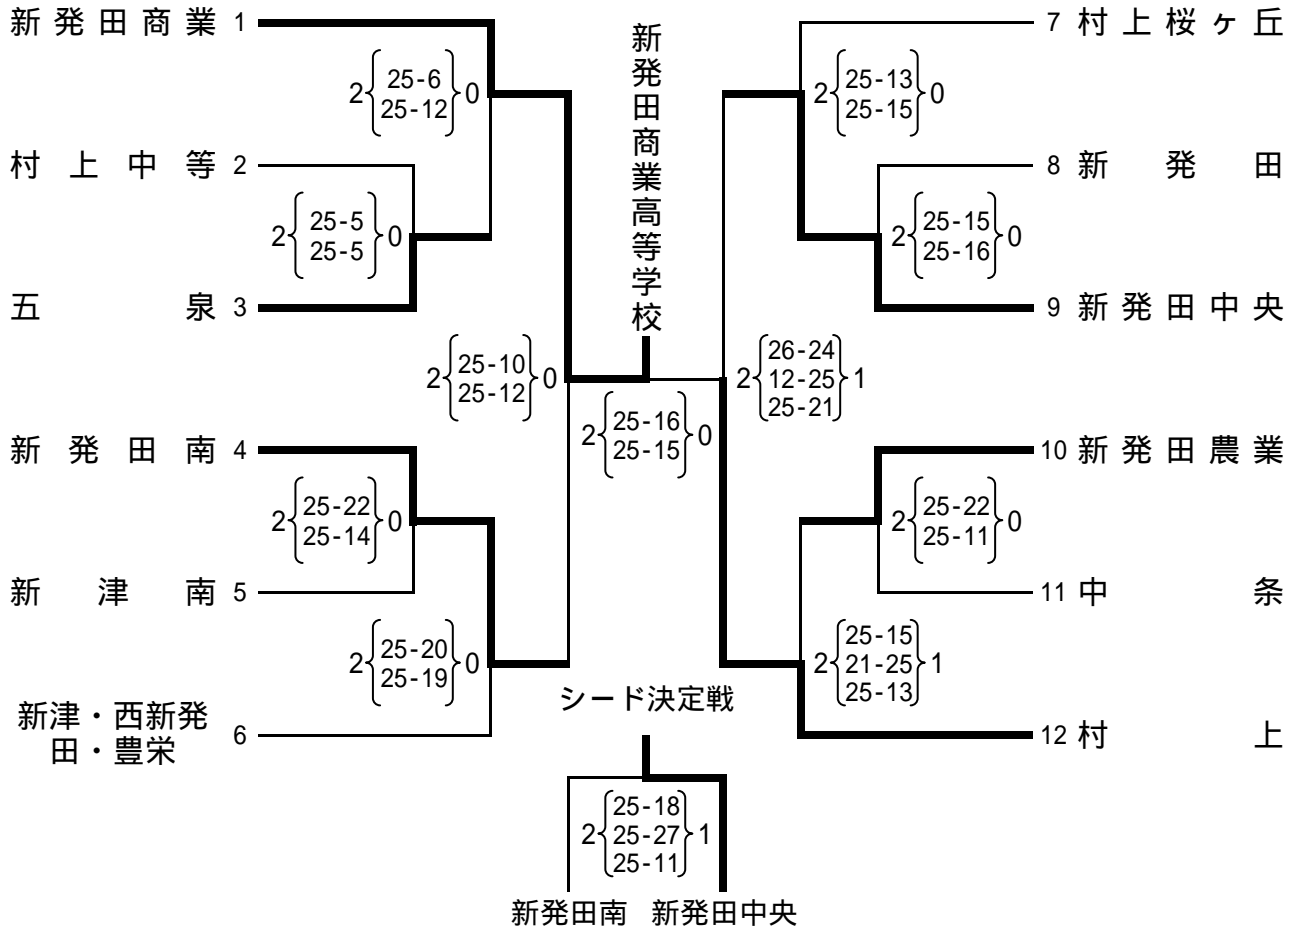 新発田商業 1
2 25-6 0
25-12
村上中等 2
2 25-5 0
25-5
五泉 3
2 25-10 0
25-12
新発田南 4
2 25-22 0
25-14
新津南 5
2 25-20 0
25-19
新津・西新発
田・豊栄 6
新発田商業高等学校
2 25-16 0
25-15
7 村上桜ヶ丘
2 25-13 0
25-15
8 新発田
2 25-15 0
25-16
9 新発田中央
26-24
2 12-25 1
25-21
10 新発田農業
2 25-22 0
25-11
11 中条
25-15
2 21-25 1
25-13
12 村上
シード決定戦
25-18
2 25-27 1
25-11
新発田南 新発田中央